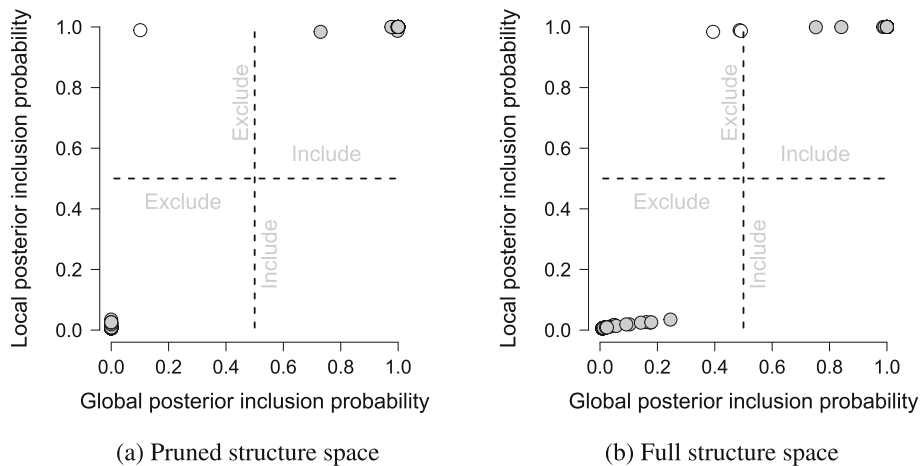 Local posterior inclusion probability
1.0
0.8
0.6
0.4
0.2
0.0
Exclude
Include
Exclude
Include
0.0 0.2 0.4 0.6 0.8 1.0
Global posterior inclusion probability
(a) Pruned structure space
Local posterior inclusion probability
1.0
0.8
0.6
0.4
0.2
0.0
Exclude
Include
Exclude
Include
0.0 0.2 0.4 0.6 0.8 1.0
Global posterior inclusion probability
(b) Full structure space